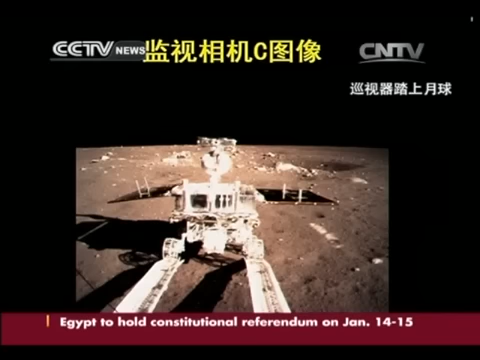 CCTV NEWS 监视相机C图像 CNTV
巡视器踏上月球
Egypt to hold constitutional referendum on Jan. 14-15